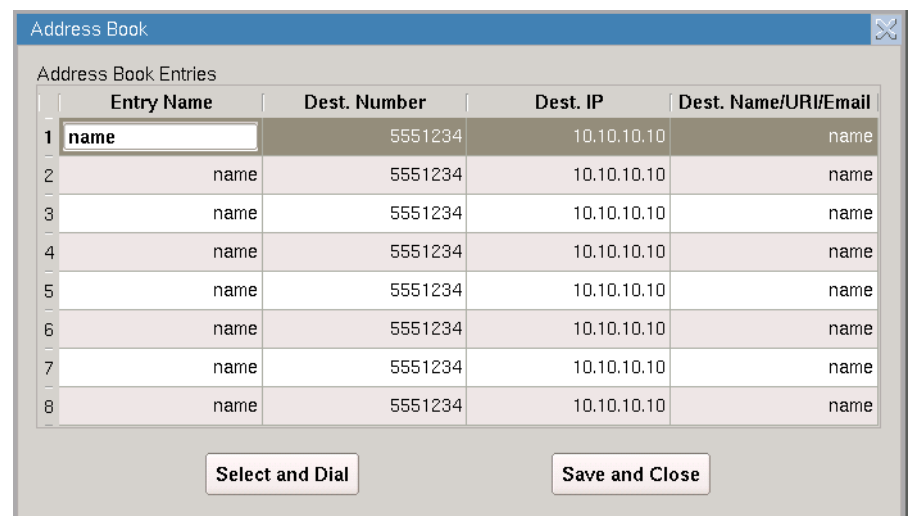 Address Book
Address Book Entries
Entry Name Dest. Number Dest. IP Dest. Name/URI/Email
1 name 5551234 10.10.10.10 name
2 name 5551234 10.10.10.10 name
3 name 5551234 10.10.10.10 name
4 name 5551234 10.10.10.10 name
5 name 5551234 10.10.10.10 name
6 name 5551234 10.10.10.10 name
7 name 5551234 10.10.10.10 name
8 name 5551234 10.10.10.10 name
Select and Dial Save and Close